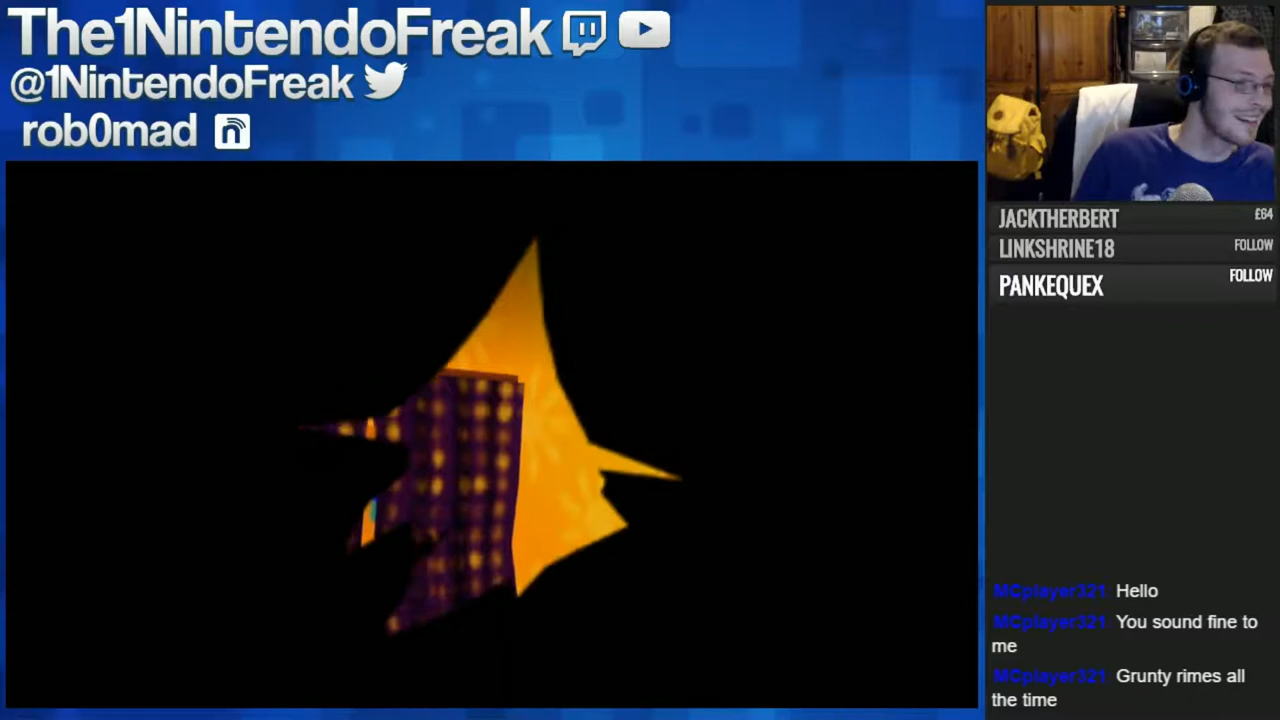 The1NintendoFreak
@1NintendoFreak
rob0mad
JACKTHERBERT £64
LINKSHRINE18 FOLLOW
PANKEQUEX FOLLOW
MCplayer321: Hello
MCplayer321: You sound fine to
me
MCplayer321: Grunty rimes all
the time